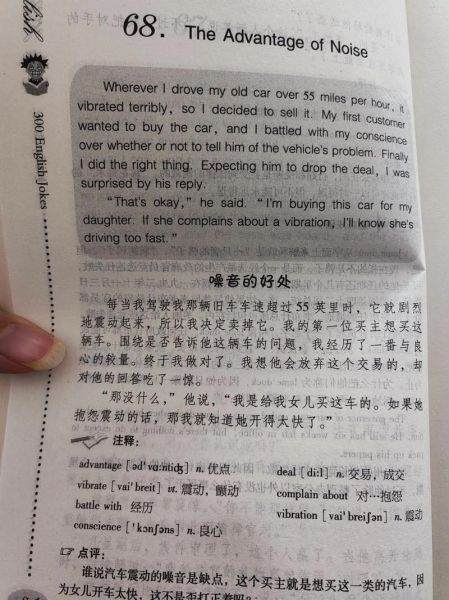 lish
300 English Jokes
68. The Advantage of Noise
Wherever I drove my old car over 55 miles per hour, it
vibrated terribly, so I decided to sell it. My first customer
wanted to buy the car, and I battled with my conscience
over whether or not to tell him of the vehicle's problem. Finally
I did the right thing. Expecting him to drop the deal, I was
surprised by his reply.
"That's okay," he said. "I'm buying this car for my
daughter. If she complains about a vibration, I'll know she's
driving too fast."
噪音的好处
每当我驾驶我那辆旧车车速超过 55 英里时，它就剧烈
地震动起来，所以我决定卖掉它。我的第一位买主想买这
辆车。围绕是否告诉他这辆车的问题，我经历了一番与良
心的较量。终于我做对了。我想他会放弃这个交易的，却
对他的回答吃了一惊。
“那没什么，”他说，“我是给我女儿买这车的。如果她
抱怨震动的话，那我就知道她开得太快了。”
注释:
advantage [əd'vɑːntidʒ] n. 优点 deal [diːl] n. 交易，成交
vibrate [vai'breit] vt. 震动，颤动 complain about 对…抱怨
battle with 经历 vibration [vai'breiʃən] n. 震动
conscience ['kɔnʃəns] n. 良心
点评:
谁说汽车震动的噪音是缺点，这个买主就是想买这一类的汽车，因
为女儿开车太快，这不是歪打正着吗?